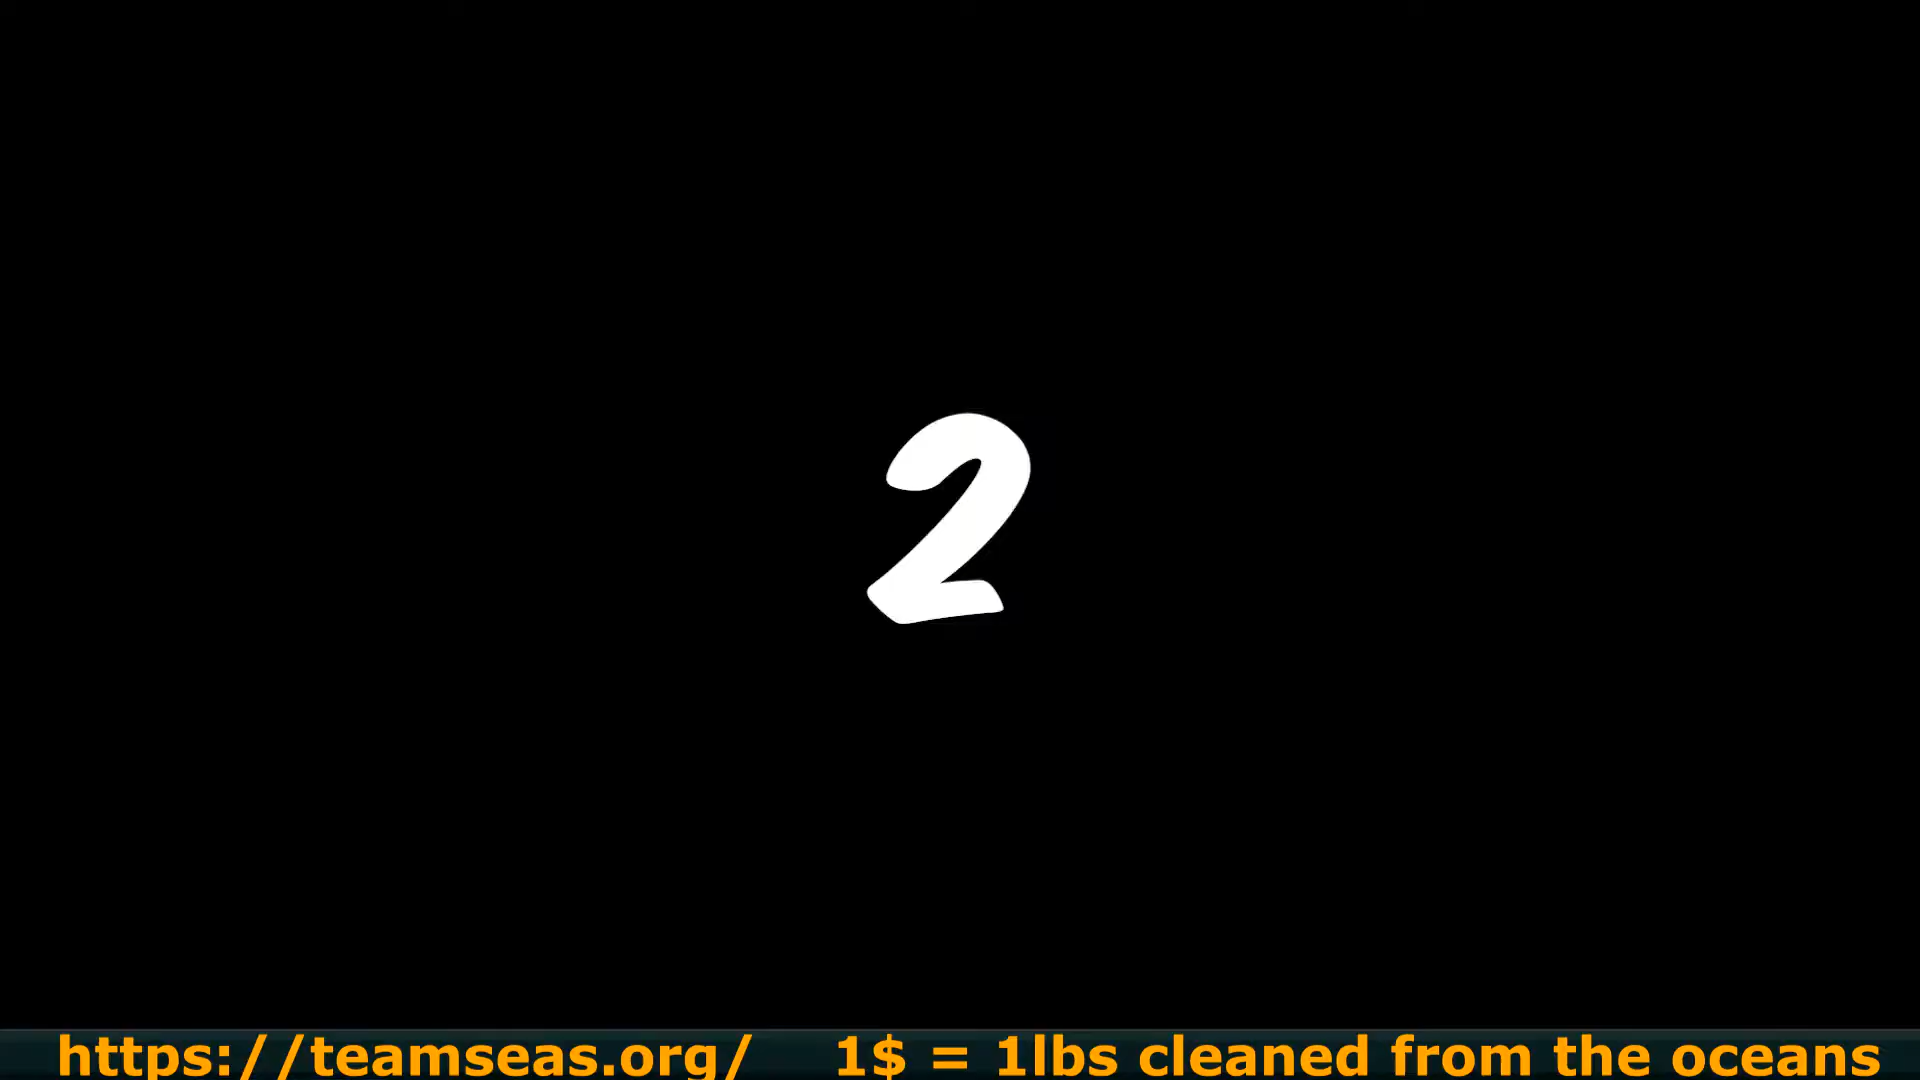 2
https://teamseas.org/ 1$ = 1lbs cleaned from the oceans